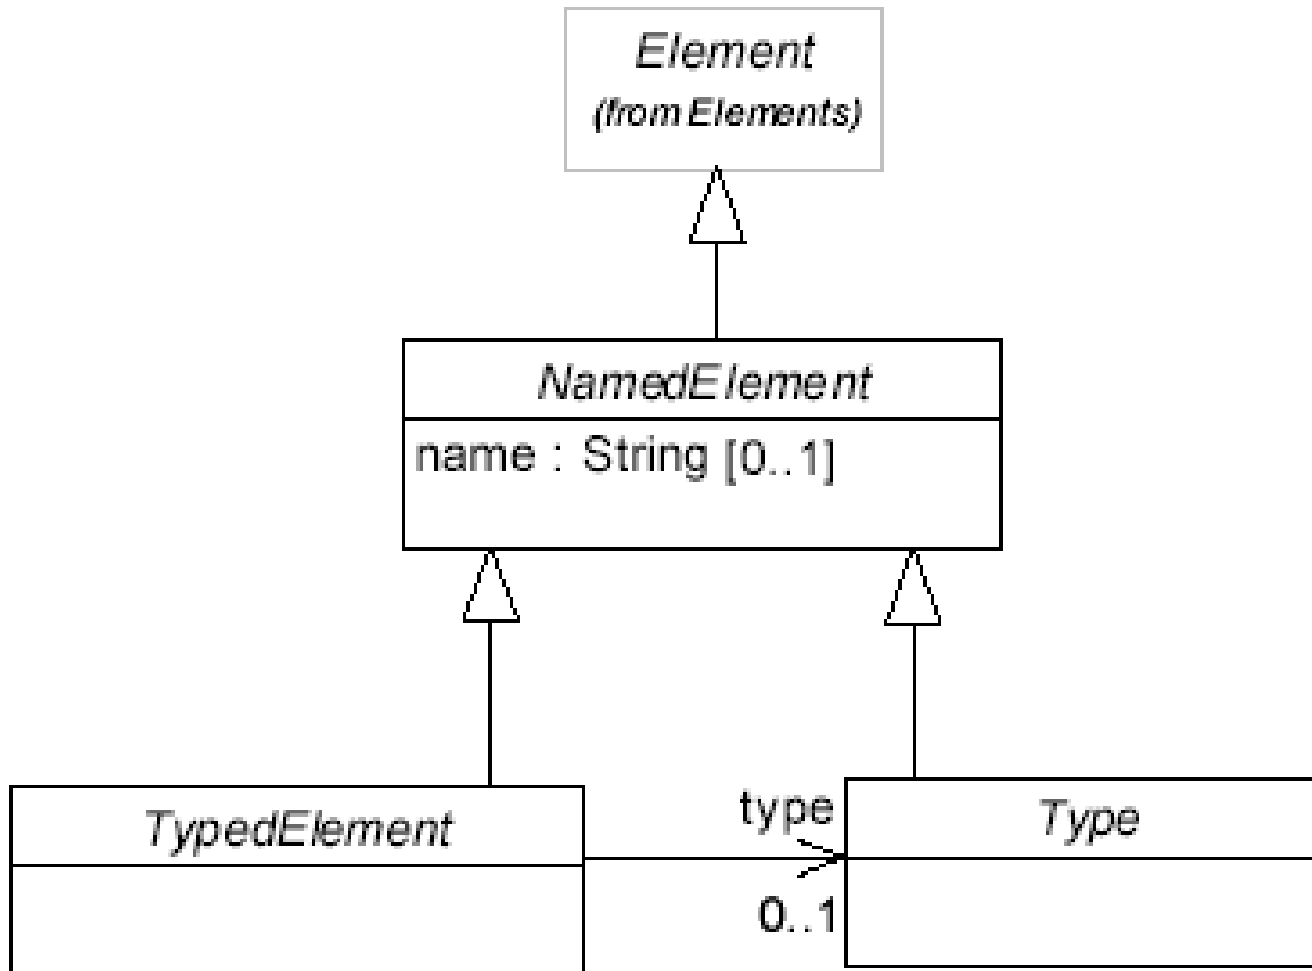 Element
(from Elements)
NamedElement
name : String [0..1]
TypedElement
type
Type
0..1